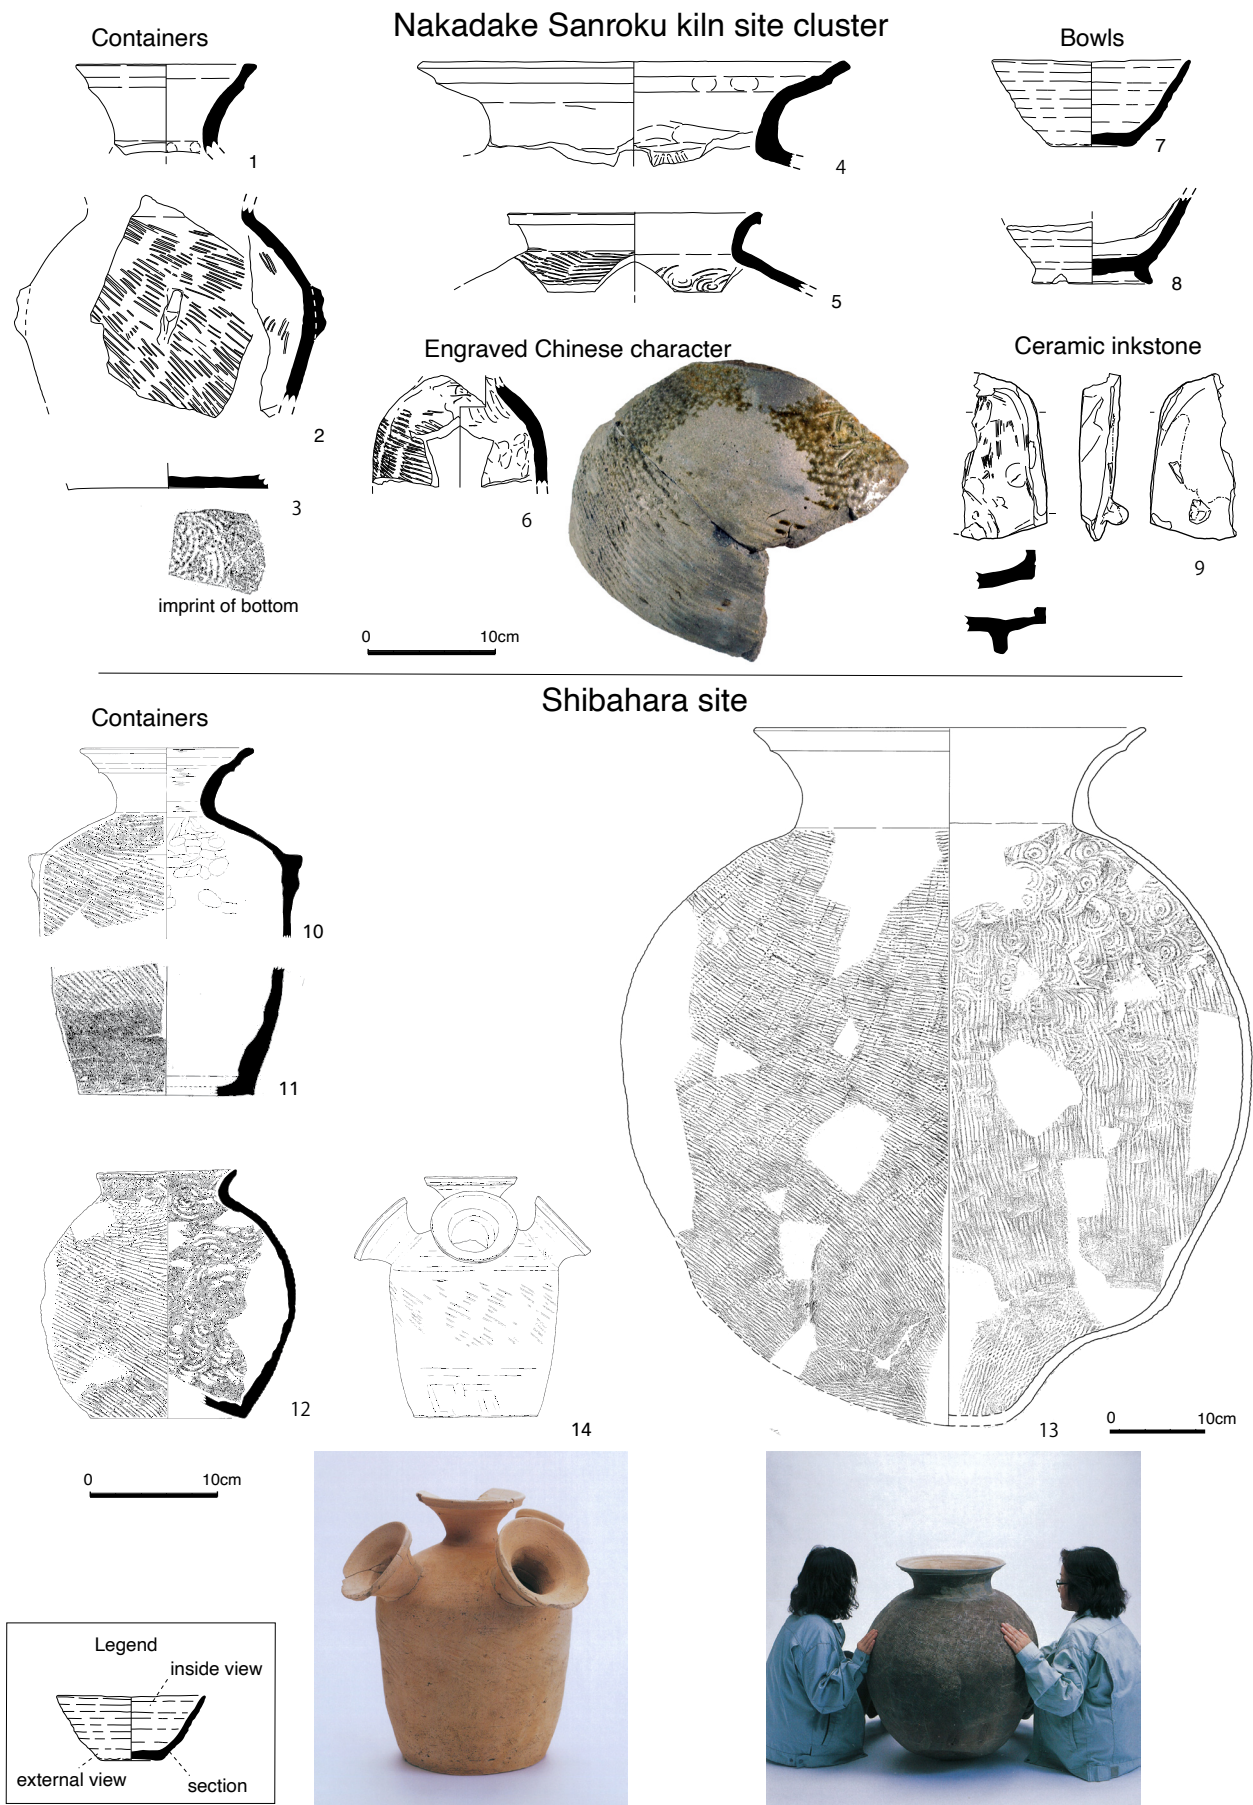 Nakadake Sanroku kiln site cluster
Containers
Bowls
1
4
7
2
5
8
Engraved Chinese character
Ceramic inkstone
3
6
9
imprint of bottom
0 10cm
Shibahara site
Containers
10
11
12
14
13
0 10cm
0 10cm
Legend
inside view
external view
section